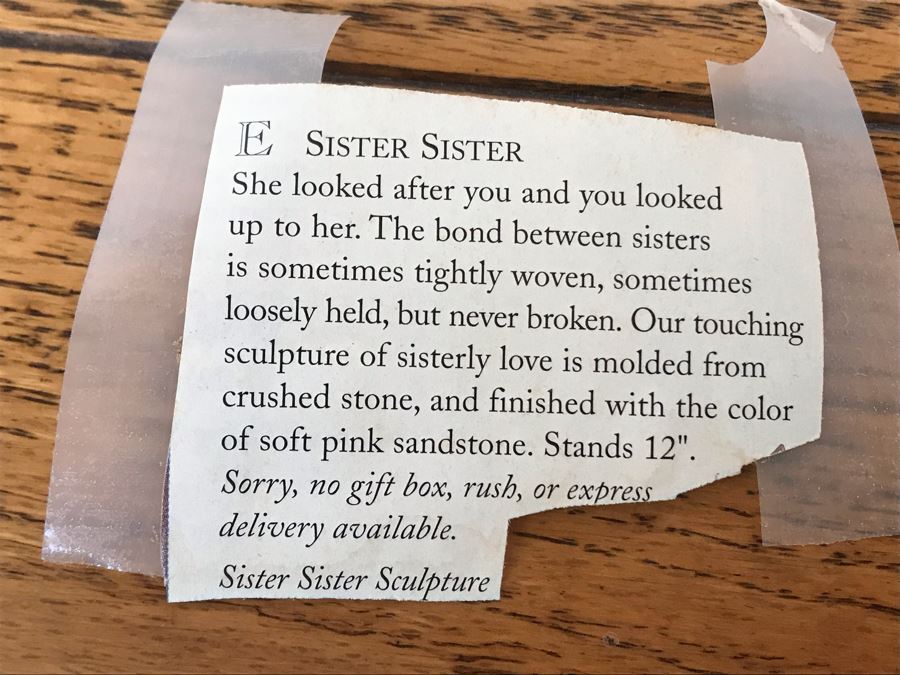 E SISTER SISTER
She looked after you and you looked
up to her. The bond between sisters
is sometimes tightly woven, sometimes
loosely held, but never broken. Our touching
sculpture of sisterly love is molded from
crushed stone, and finished with the color
of soft pink sandstone. Stands 12".
Sorry, no gift box, rush, or express
delivery available.
Sister Sister Sculpture